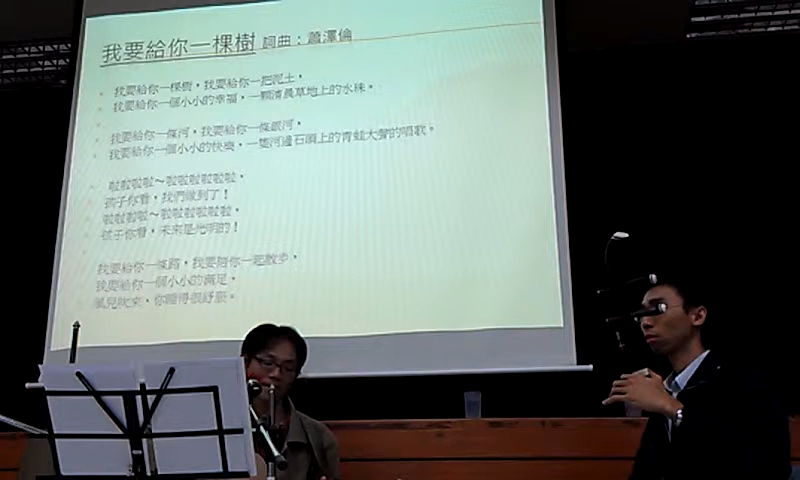 我要給你一棵樹 詞曲：蕭澤倫
我要給你一棵樹，我要給你一把泥土，
我要給你一個小小的幸福，一顆清晨草地上的水珠。
我要給你一條河，我要給你一條銀河，
我要給你一個小小的快樂，一隻河邊石頭上的青蛙大聲的唱歌。
啦啦啦啦～啦啦啦啦啦啦，
孩子你看，我們做到了！
啦啦啦啦～啦啦啦啦啦啦，
孩子你看，未來是光明的！
我要給你一條路，我要陪你一起散步，
我要給你一個小小的滿足，
風兒吹來，你睡得很舒服。